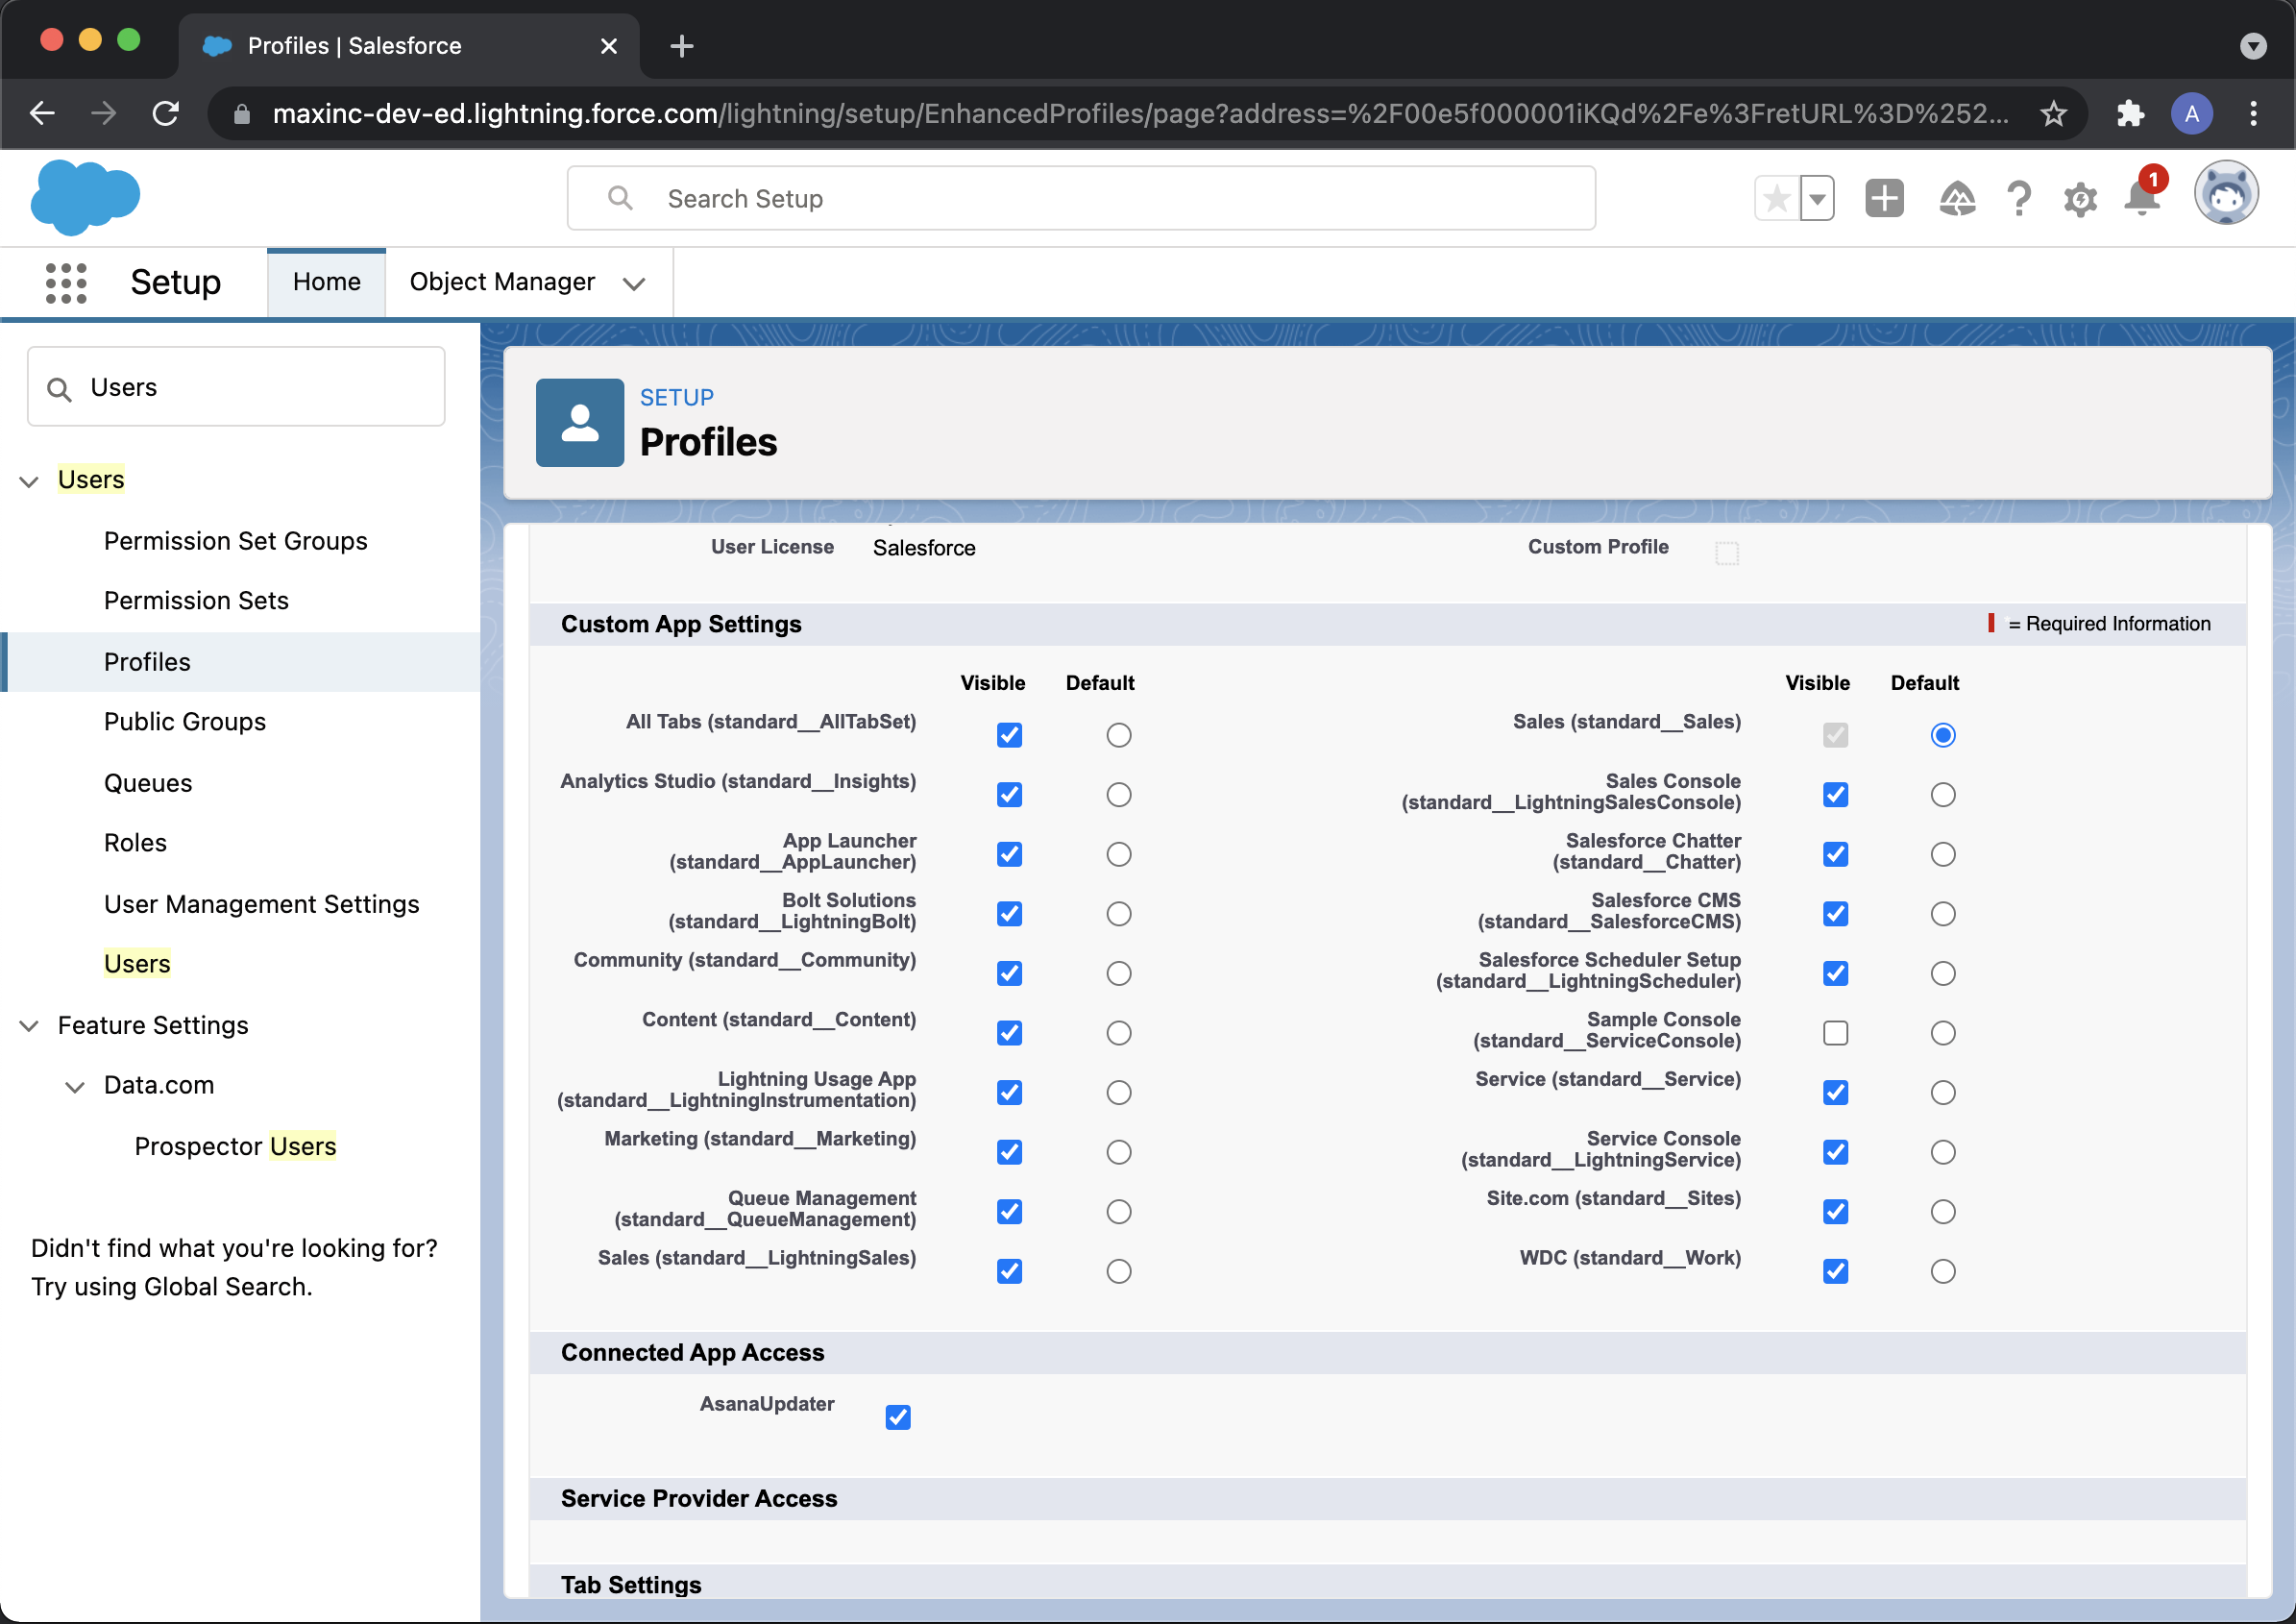 Profiles | Salesforce
maxinc-dev-ed.lightning.force.com/lightning/setup/EnhancedProfiles/page?address=%2F00e5f000001iKQd%2Fe%3FretURL%3D%252...
A
Search Setup
1
Setup
Home
Object Manager
Users
Users
Permission Set Groups
Permission Sets
Profiles
Public Groups
Queues
Roles
User Management Settings
Users
Feature Settings
Data.com
Prospector Users
Didn't find what you're looking for?
Try using Global Search.
SETUP
Profiles
User License Salesforce
Custom Profile
Custom App Settings
= Required Information
Visible Default
Visible Default
All Tabs (standard__AllTabSet)
Sales (standard__Sales)
Analytics Studio (standard__Insights)
Sales Console
(standard__LightningSalesConsole)
App Launcher
(standard__AppLauncher)
Salesforce Chatter
(standard__Chatter)
Bolt Solutions
(standard__LightningBolt)
Salesforce CMS
(standard__SalesforceCMS)
Community (standard__Community)
Salesforce Scheduler Setup
(standard__LightningScheduler)
Content (standard__Content)
Sample Console
(standard__ServiceConsole)
Lightning Usage App
(standard__LightningInstrumentation)
Service (standard__Service)
Marketing (standard__Marketing)
Service Console
(standard__LightningService)
Queue Management
(standard__QueueManagement)
Site.com (standard__Sites)
Sales (standard__LightningSales)
WDC (standard__Work)
Connected App Access
AsanaUpdater
Service Provider Access
Tab Settings